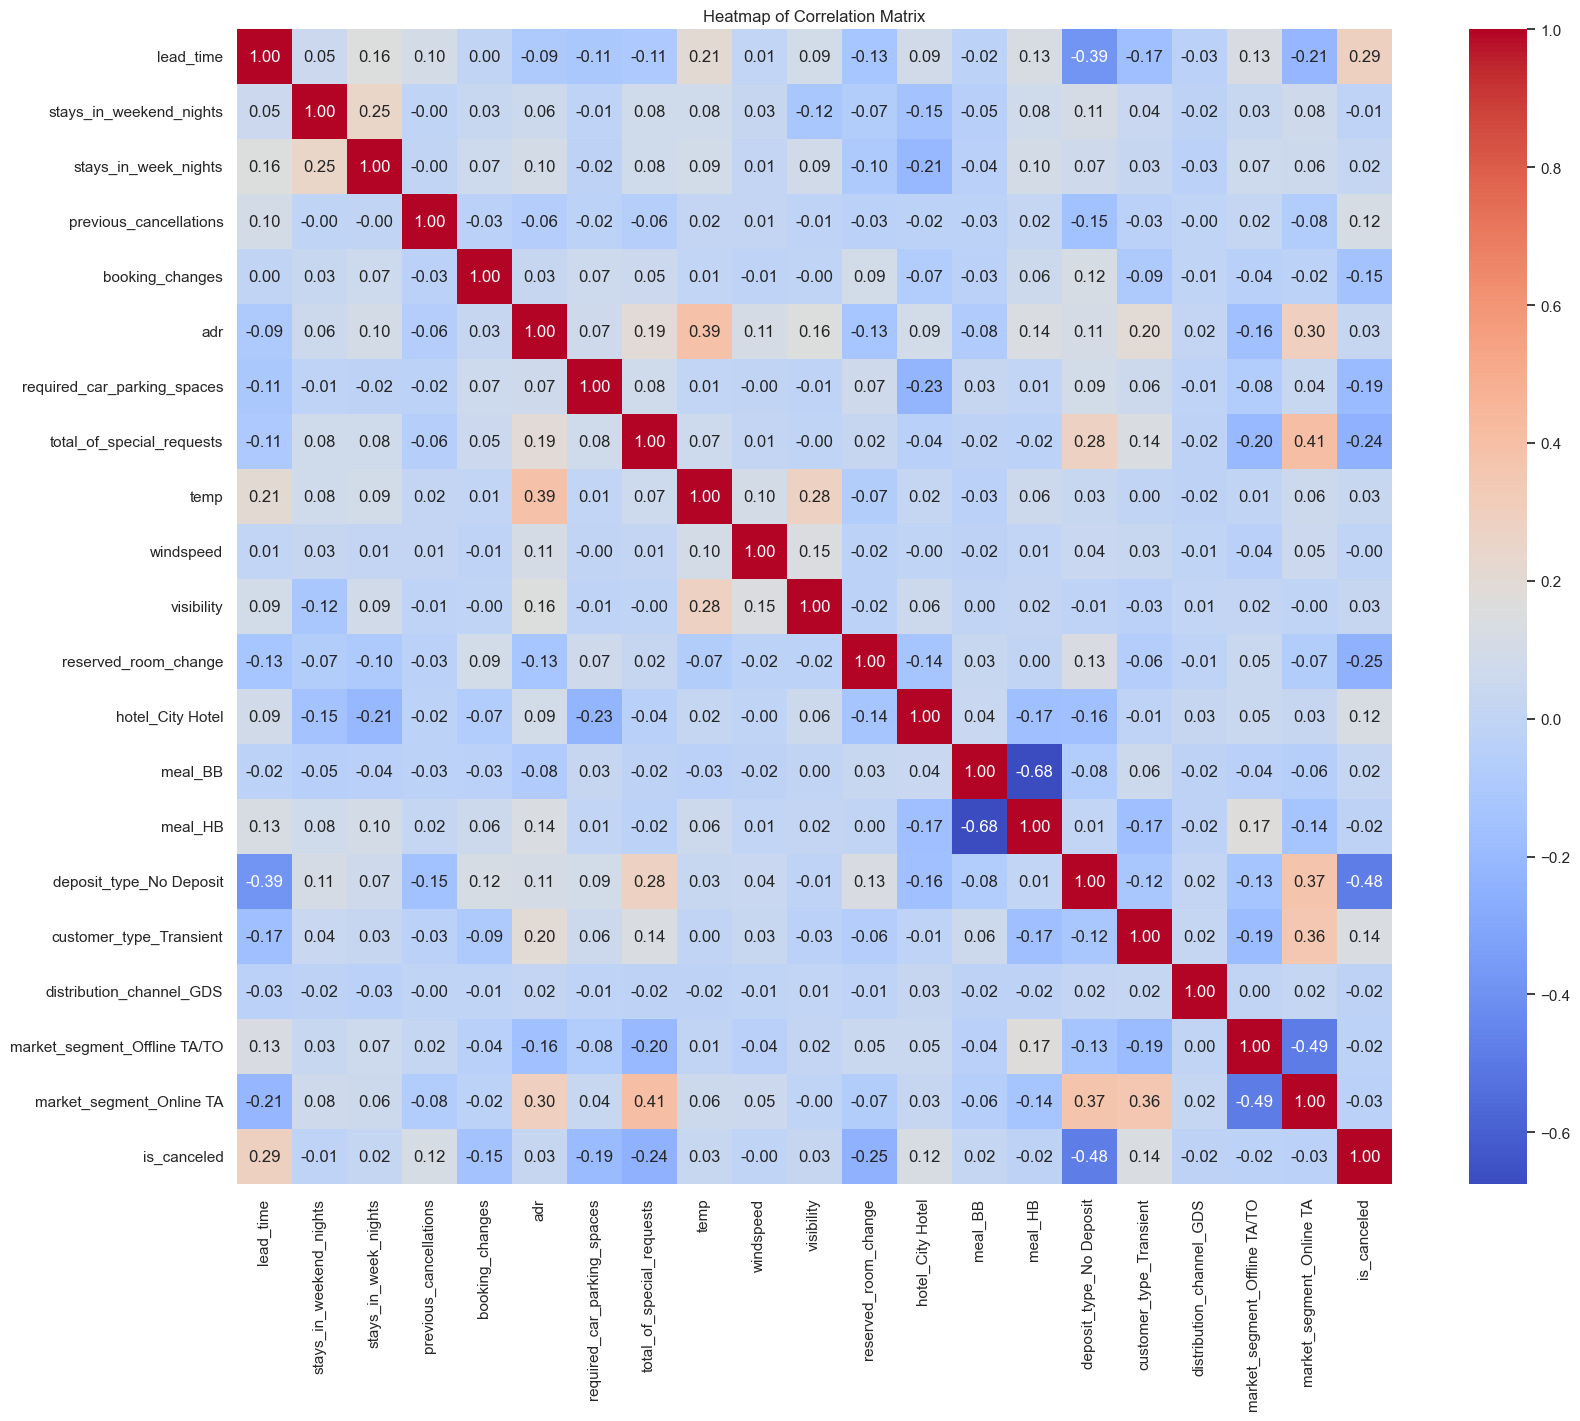 Heatmap of Correlation Matrix
lead_time 1.00 0.05 0.16 0.10 0.00 -0.09 -0.11 -0.11 0.21 0.01 0.09 -0.13 0.09 -0.02 0.13 -0.39 -0.17 -0.03 0.13 -0.21 0.29
stays_in_weekend_nights 0.05 1.00 0.25 -0.00 0.03 0.06 -0.01 0.08 0.08 0.03 -0.12 -0.07 -0.15 -0.05 0.08 0.11 0.04 -0.02 0.03 0.08 -0.01
stays_in_week_nights 0.16 0.25 1.00 -0.00 0.07 0.10 -0.02 0.08 0.09 0.01 0.09 -0.10 -0.21 -0.04 0.10 0.07 0.03 -0.03 0.07 0.06 0.02
previous_cancellations 0.10 -0.00 -0.00 1.00 -0.03 -0.06 -0.02 -0.06 0.02 0.01 -0.01 -0.03 -0.02 -0.03 0.02 -0.15 -0.03 -0.00 0.02 -0.08 0.12
booking_changes 0.00 0.03 0.07 -0.03 1.00 0.03 0.07 0.05 0.01 -0.01 -0.00 0.09 -0.07 -0.03 0.06 0.12 -0.09 -0.01 -0.04 -0.02 -0.15
adr -0.09 0.06 0.10 -0.06 0.03 1.00 0.07 0.19 0.39 0.11 0.16 -0.13 0.09 -0.08 0.14 0.11 0.20 0.02 -0.16 0.30 0.03
required_car_parking_spaces -0.11 -0.01 -0.02 -0.02 0.07 0.07 1.00 0.08 0.01 -0.00 -0.01 0.07 -0.23 0.03 0.01 0.09 0.06 -0.01 -0.08 0.04 -0.19
total_of_special_requests -0.11 0.08 0.08 -0.06 0.05 0.19 0.08 1.00 0.07 0.01 -0.00 0.02 -0.04 -0.02 -0.02 0.28 0.14 -0.02 -0.20 0.41 -0.24
temp 0.21 0.08 0.09 0.02 0.01 0.39 0.01 0.07 1.00 0.10 0.28 -0.07 0.02 -0.03 0.06 0.03 0.00 -0.02 0.01 0.06 0.03
windspeed 0.01 0.03 0.01 0.01 -0.01 0.11 -0.00 0.01 0.10 1.00 0.15 -0.02 -0.00 -0.02 0.01 0.04 0.03 -0.01 -0.04 0.05 -0.00
visibility 0.09 -0.12 0.09 -0.01 -0.00 0.16 -0.01 -0.00 0.28 0.15 1.00 -0.02 0.06 0.00 0.02 -0.01 -0.03 0.01 0.02 -0.00 0.03
reserved_room_change -0.13 -0.07 -0.10 -0.03 0.09 -0.13 0.07 0.02 -0.07 -0.02 -0.02 1.00 -0.14 0.03 0.00 0.13 -0.06 -0.01 0.05 -0.07 -0.25
hotel_City Hotel 0.09 -0.15 -0.21 -0.02 -0.07 0.09 -0.23 -0.04 0.02 -0.00 0.06 -0.14 1.00 0.04 -0.17 -0.16 -0.01 0.03 0.05 0.03 0.12
meal_BB -0.02 -0.05 -0.04 -0.03 -0.03 -0.08 0.03 -0.02 -0.03 -0.02 0.00 0.03 0.04 1.00 -0.68 -0.08 0.06 -0.02 -0.04 -0.06 0.02
meal_HB 0.13 0.08 0.10 0.02 0.06 0.14 0.01 -0.02 0.06 0.01 0.02 0.00 -0.17 -0.68 1.00 0.01 -0.17 -0.02 0.17 -0.14 -0.02
deposit_type_No Deposit -0.39 0.11 0.07 -0.15 0.12 0.11 0.09 0.28 0.03 0.04 -0.01 0.13 -0.16 -0.08 0.01 1.00 -0.12 0.02 -0.13 0.37 -0.48
customer_type_Transient -0.17 0.04 0.03 -0.03 -0.09 0.20 0.06 0.14 0.00 0.03 -0.03 -0.06 -0.01 0.06 -0.17 -0.12 1.00 0.02 -0.19 0.36 0.14
distribution_channel_GDS -0.03 -0.02 -0.03 -0.00 -0.01 0.02 -0.01 -0.02 -0.02 -0.01 0.01 -0.01 0.03 -0.02 -0.02 0.02 0.02 1.00 0.00 0.02 -0.02
market_segment_Offline TA/TO 0.13 0.03 0.07 0.02 -0.04 -0.16 -0.08 -0.20 0.01 -0.04 0.02 0.05 0.05 -0.04 0.17 -0.13 -0.19 0.00 1.00 -0.49 -0.02
market_segment_Online TA -0.21 0.08 0.06 -0.08 -0.02 0.30 0.04 0.41 0.06 0.05 -0.00 -0.07 0.03 -0.06 -0.14 0.37 0.36 0.02 -0.49 1.00 -0.03
is_canceled 0.29 -0.01 0.02 0.12 -0.15 0.03 -0.19 -0.24 0.03 -0.00 0.03 -0.25 0.12 0.02 -0.02 -0.48 0.14 -0.02 -0.02 -0.03 1.00
lead_time
stays_in_weekend_nights
stays_in_week_nights
previous_cancellations
booking_changes
adr
required_car_parking_spaces
total_of_special_requests
temp
windspeed
visibility
reserved_room_change
hotel_City Hotel
meal_BB
meal_HB
deposit_type_No Deposit
customer_type_Transient
distribution_channel_GDS
market_segment_Offline TA/TO
market_segment_Online TA
is_canceled
1.0
0.8
0.6
0.4
0.2
0.0
−0.2
−0.4
−0.6